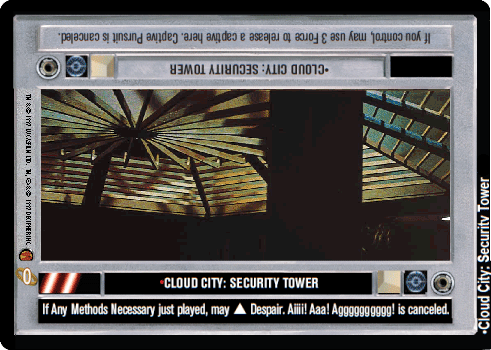 If you control, may use 3 Force to release a captive here. Captive Pursuit is canceled.
•CLOUD CITY: SECURITY TOWER
•CLOUD CITY: SECURITY TOWER
0
If Any Methods Necessary just played, may ▲ Despair. Aiiii! Aaa! Agggggggggg! is canceled.
•Cloud City: Security Tower